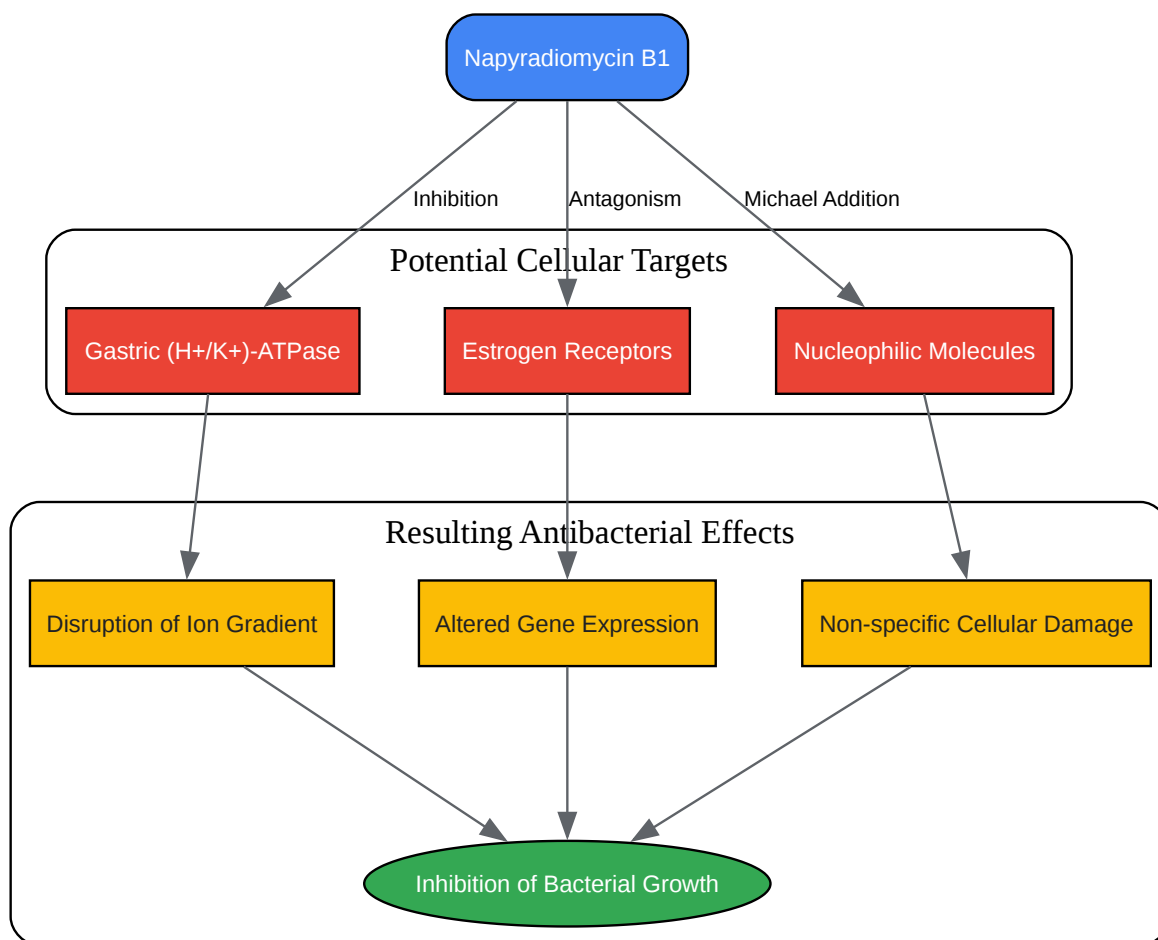 Napyradiomycin B1
Inhibition
Antagonism
Michael Addition
Potential Cellular Targets
Gastric (H+/K+)-ATPase
Estrogen Receptors
Nucleophilic Molecules
Resulting Antibacterial Effects
Disruption of Ion Gradient
Altered Gene Expression
Non-specific Cellular Damage
Inhibition of Bacterial Growth